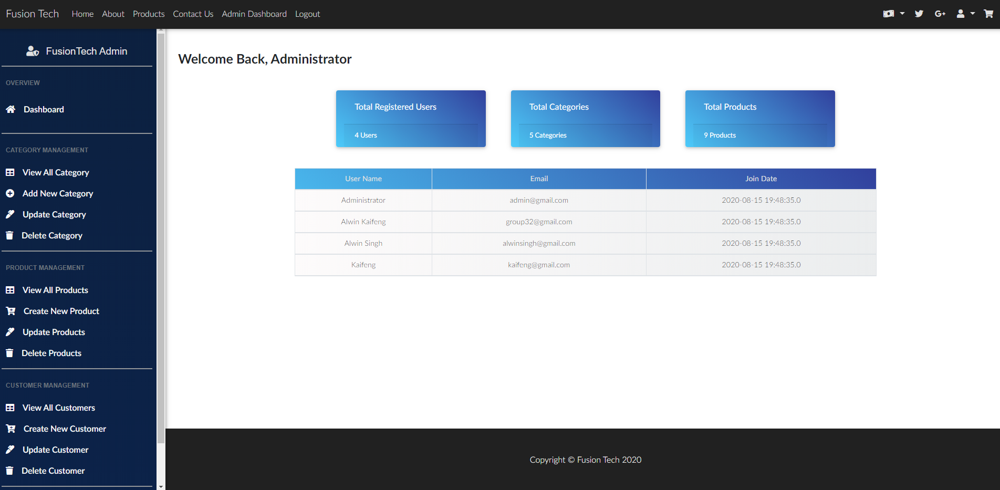 Fusion Tech Home About Products Contact Us Admin Dashboard Logout
FusionTech Admin
OVERVIEW
Dashboard
CATEGORY MANAGEMENT
View All Category
Add New Category
Update Category
Delete Category
PRODUCT MANAGEMENT
View All Products
Create New Product
Update Products
Delete Products
CUSTOMER MANAGEMENT
View All Customers
Create New Customer
Update Customer
Delete Customer
Welcome Back, Administrator
Total Registered Users
4 Users
Total Categories
5 Categories
Total Products
9 Products
User Name Email Join Date
Administrator admin@gmail.com 2020-08-15 19:48:35.0
Alwin Kaifeng group32@gmail.com 2020-08-15 19:48:35.0
Alwin Singh alwinsingh@gmail.com 2020-08-15 19:48:35.0
Kaifeng kaifeng@gmail.com 2020-08-15 19:48:35.0
Copyright © Fusion Tech 2020